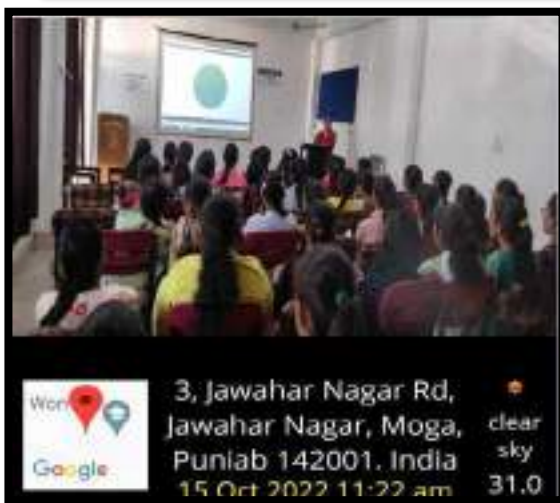 3, Jawahar Nagar Rd,
Jawahar Nagar, Moga,
Punjab 142001. India
15 Oct 2022 11:22 am
clear
sky
31.0
Google